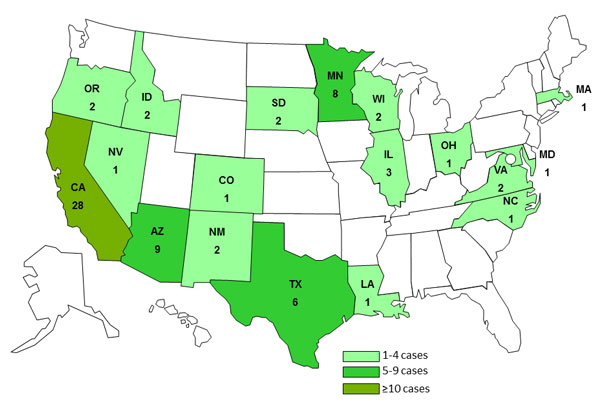 OR
2
ID
2
NV
1
CA
28
AZ
9
NM
2
CO
1
SD
2
MN
8
WI
2
IL
3
TX
6
LA
1
OH
1
VA
2
NC
1
MD
1
MA
1
1-4 cases
5-9 cases
≥10 cases